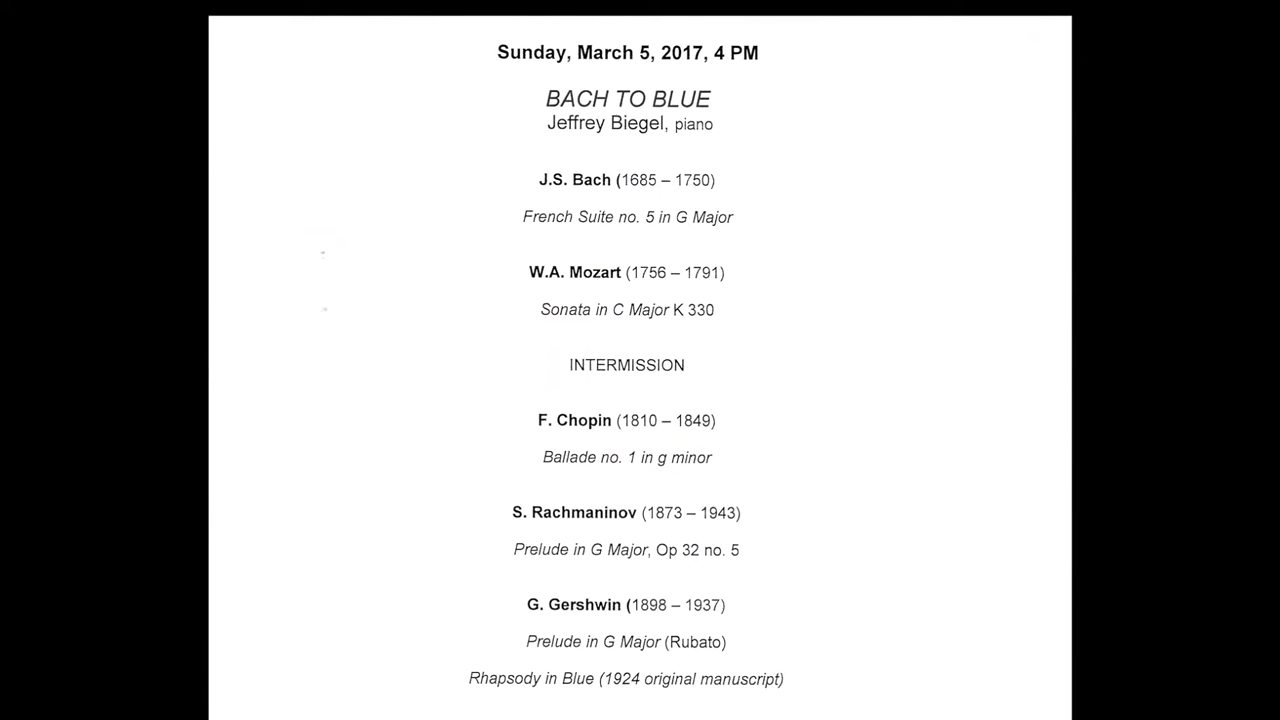 Sunday, March 5, 2017, 4 PM
BACH TO BLUE
Jeffrey Biegel, piano
J.S. Bach (1685 – 1750)
French Suite no. 5 in G Major
W.A. Mozart (1756 – 1791)
Sonata in C Major K 330
INTERMISSION
F. Chopin (1810 – 1849)
Ballade no. 1 in g minor
S. Rachmaninov (1873 – 1943)
Prelude in G Major, Op 32 no. 5
G. Gershwin (1898 – 1937)
Prelude in G Major (Rubato)
Rhapsody in Blue (1924 original manuscript)